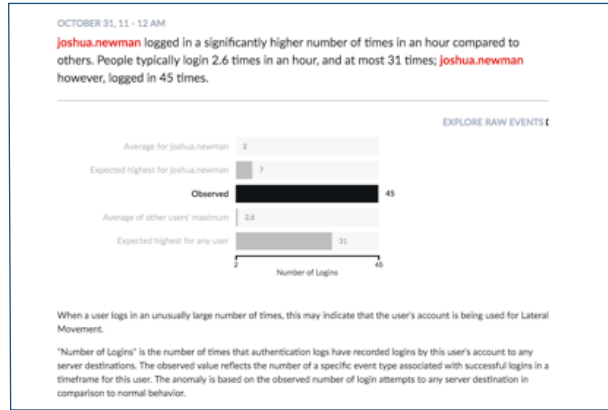 OCTOBER 31, 11 - 12 AM
joshua.newman logged in a significantly higher number of times in an hour compared to
others. People typically login 2.6 times in an hour, and at most 31 times; joshua.newman
however, logged in 45 times.
EXPLORE RAW EVENTS
Average for joshua.newman 2
Expected highest for joshua.newman 7
Observed 45
Average of other users' maximum 2.6
Expected highest for any user 31
2 45
Number of Logins
When a user logs in an unusually large number of times, this may indicate that the user's account is being used for Lateral
Movement.
"Number of Logins" is the number of times that authentication logs have recorded logins by this user's account to any
server destinations. The observed value reflects the number of a specific event type associated with successful logins in a
timeframe for this user. The anomaly is based on the observed number of login attempts to any server destination in
comparison to normal behavior.